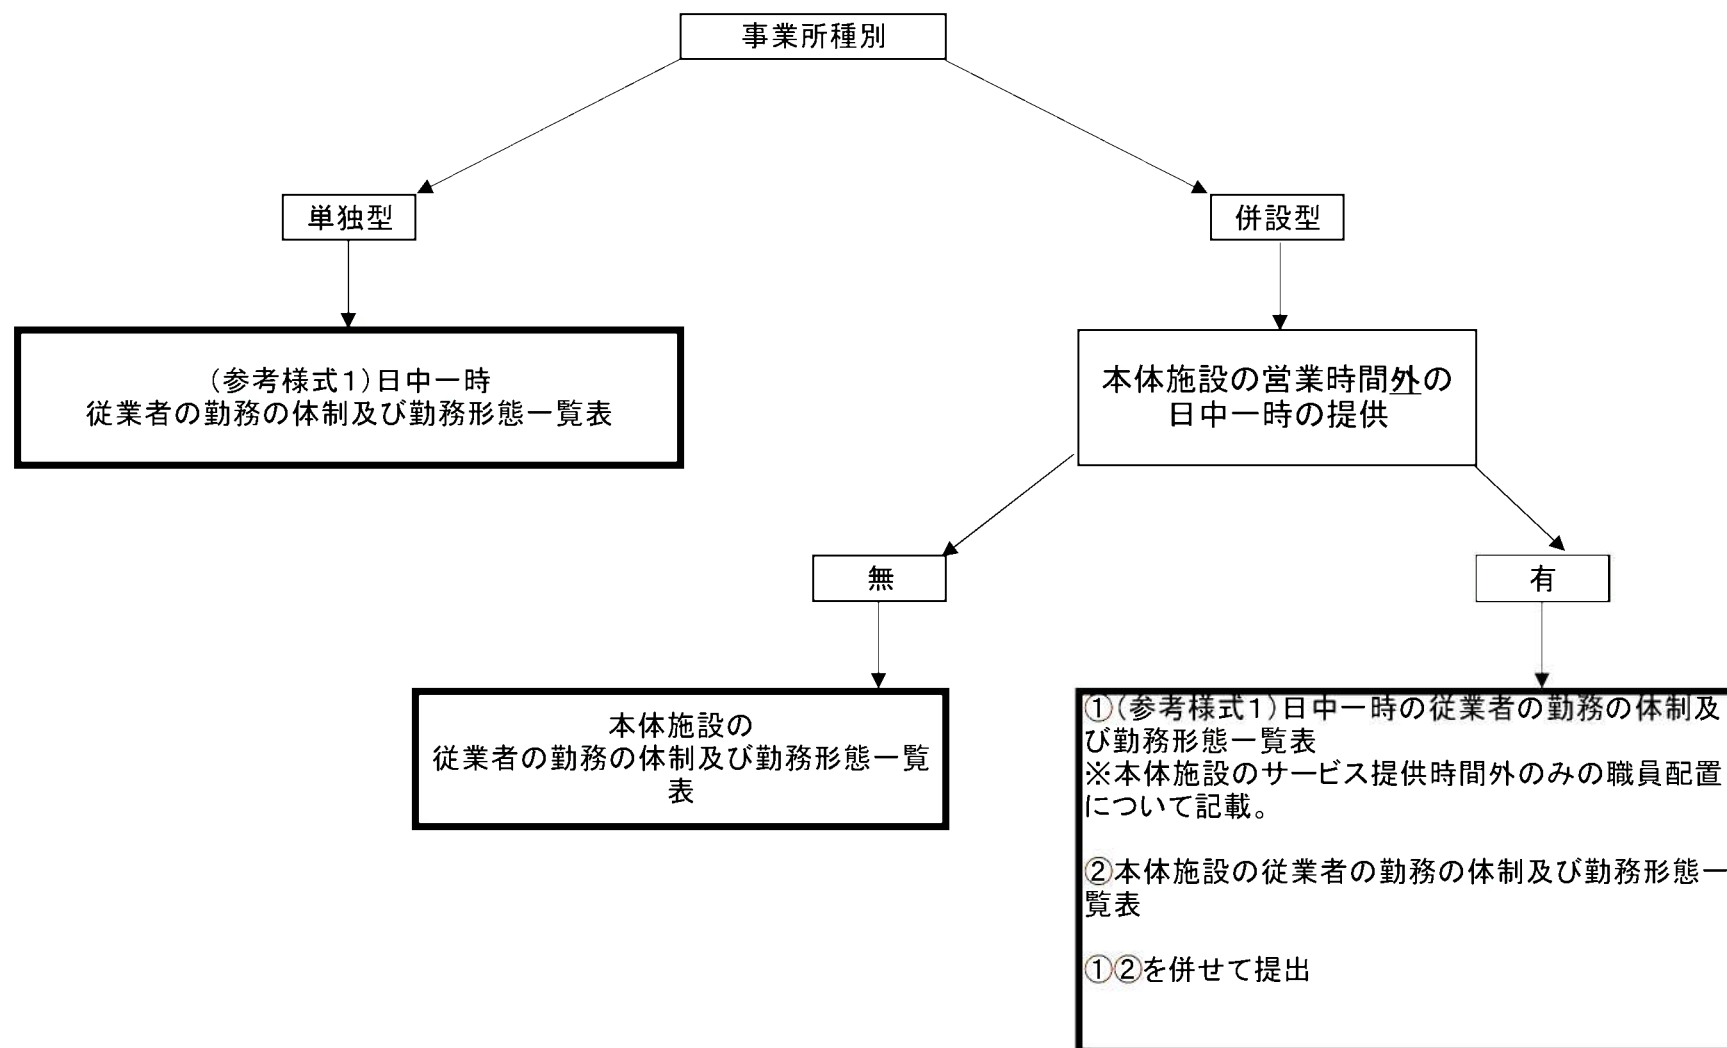 事業所種別
単独型
併設型
（参考様式１）日中一時
従業者の勤務の体制及び勤務形態一覧表
本体施設の営業時間外の
日中一時の提供
無
有
本体施設の
従業者の勤務の体制及び勤務形態一覧
表
①（参考様式１）日中一時の従業者の勤務の体制及
び勤務形態一覧表
※本体施設のサービス提供時間外のみの職員配置
について記載。
②本体施設の従業者の勤務の体制及び勤務形態一
覧表
①②を併せて提出